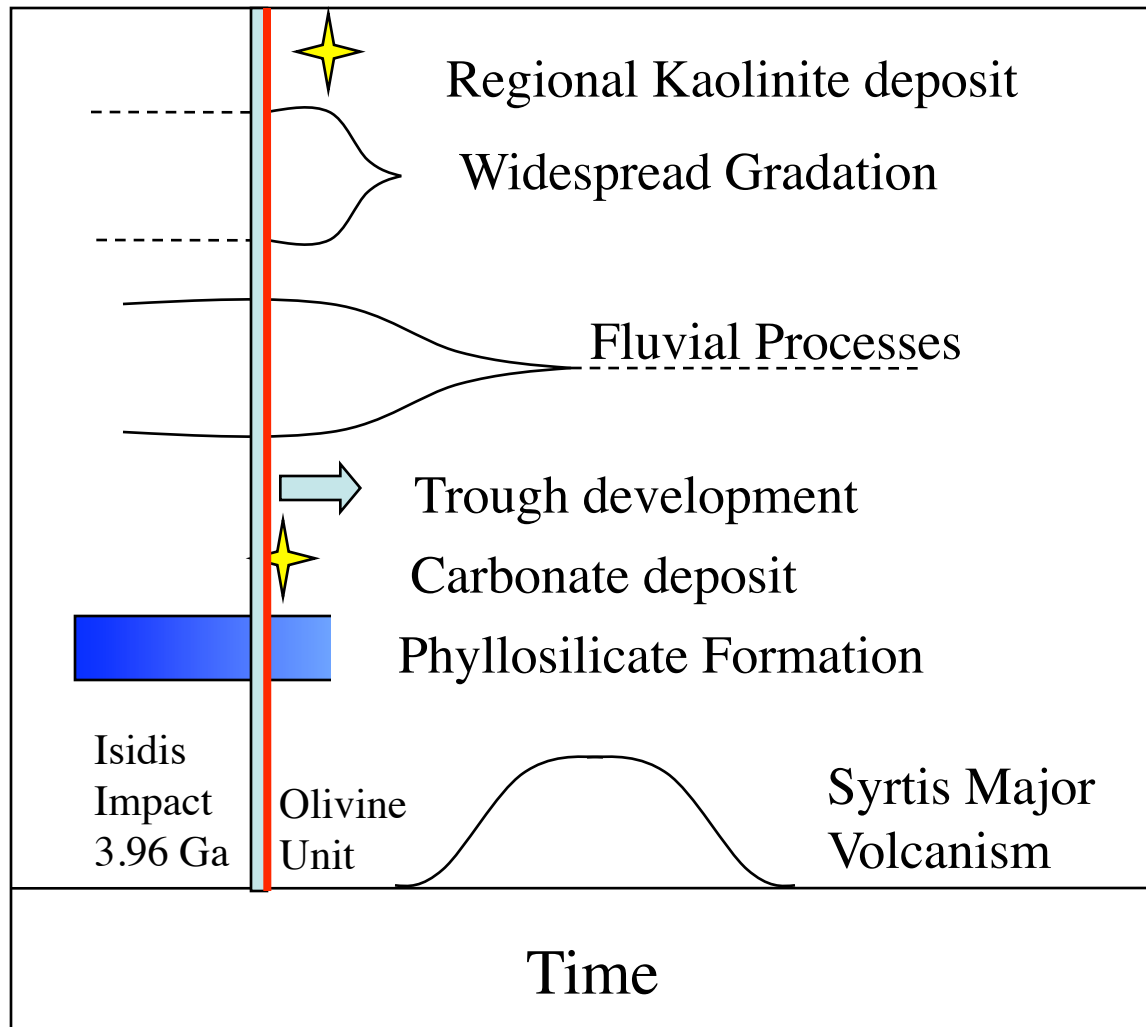 Regional Kaolinite deposit
Widespread Gradation
Fluvial Processes
Trough development
Carbonate deposit
Phyllosilicate Formation
Isidis
Impact
3.96 Ga
Olivine
Unit
Syrtis Major
Volcanism
Time